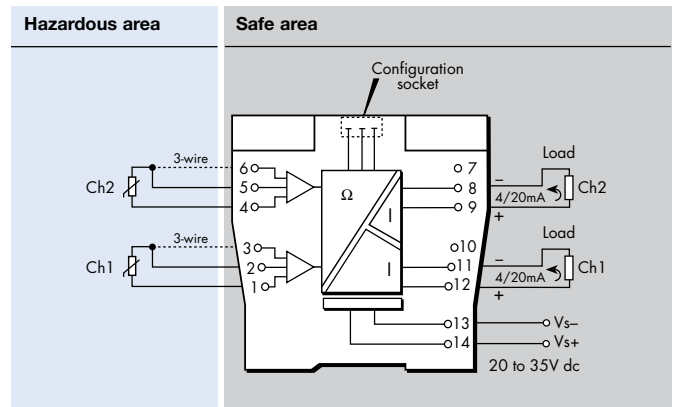 Hazardous area
Safe area
Configuration
socket
3-wire
6
5
4
Ch2
3-wire
3
2
1
Ch1
Ω
I
I
7
8
9
Load
–
4/20mA
+
Ch2
10
11
12
Load
–
4/20mA
+
Ch1
13
Vs–
14
Vs+
20 to 35V dc